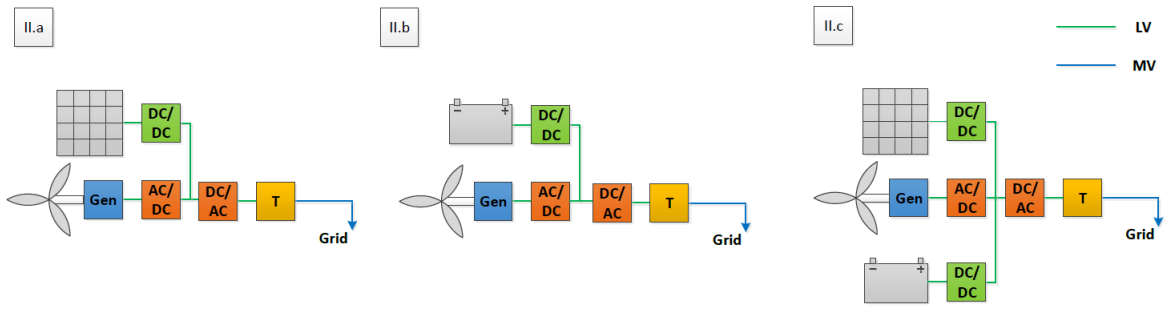 II.a
DC/
DC
Gen
AC/
DC
DC/
AC
T
Grid
II.b
− +
DC/
DC
Gen
AC/
DC
DC/
AC
T
Grid
II.c
LV
MV
DC/
DC
Gen
AC/
DC
DC/
AC
T
Grid
− +
DC/
DC